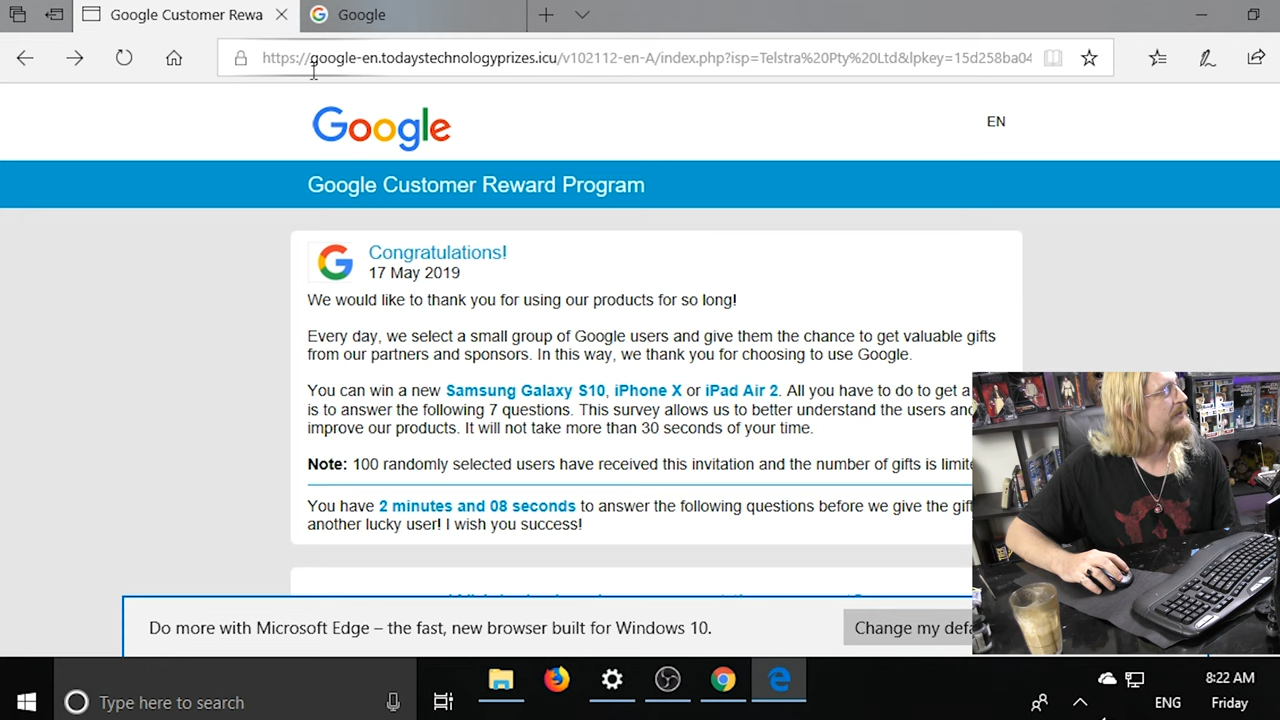 Google Customer Rewa
Google
https://google-en.todaystechnologyprizes.icu/v102112-en-A/index.php?isp=Telstra%20Pty%20Ltd&lpkey=15d258ba04
Google
EN
Google Customer Reward Program
Congratulations!
17 May 2019
We would like to thank you for using our products for so long!
Every day, we select a small group of Google users and give them the chance to get valuable gifts
from our partners and sponsors. In this way, we thank you for choosing to use Google.
You can win a new Samsung Galaxy S10, iPhone X or iPad Air 2. All you have to do to get a
is to answer the following 7 questions. This survey allows us to better understand the users and
improve our products. It will not take more than 30 seconds of your time.
Note: 100 randomly selected users have received this invitation and the number of gifts is limite
You have 2 minutes and 08 seconds to answer the following questions before we give the gif
another lucky user! I wish you success!
Do more with Microsoft Edge – the fast, new browser built for Windows 10.
Change my defa
Type here to search
8:22 AM
ENG
Friday